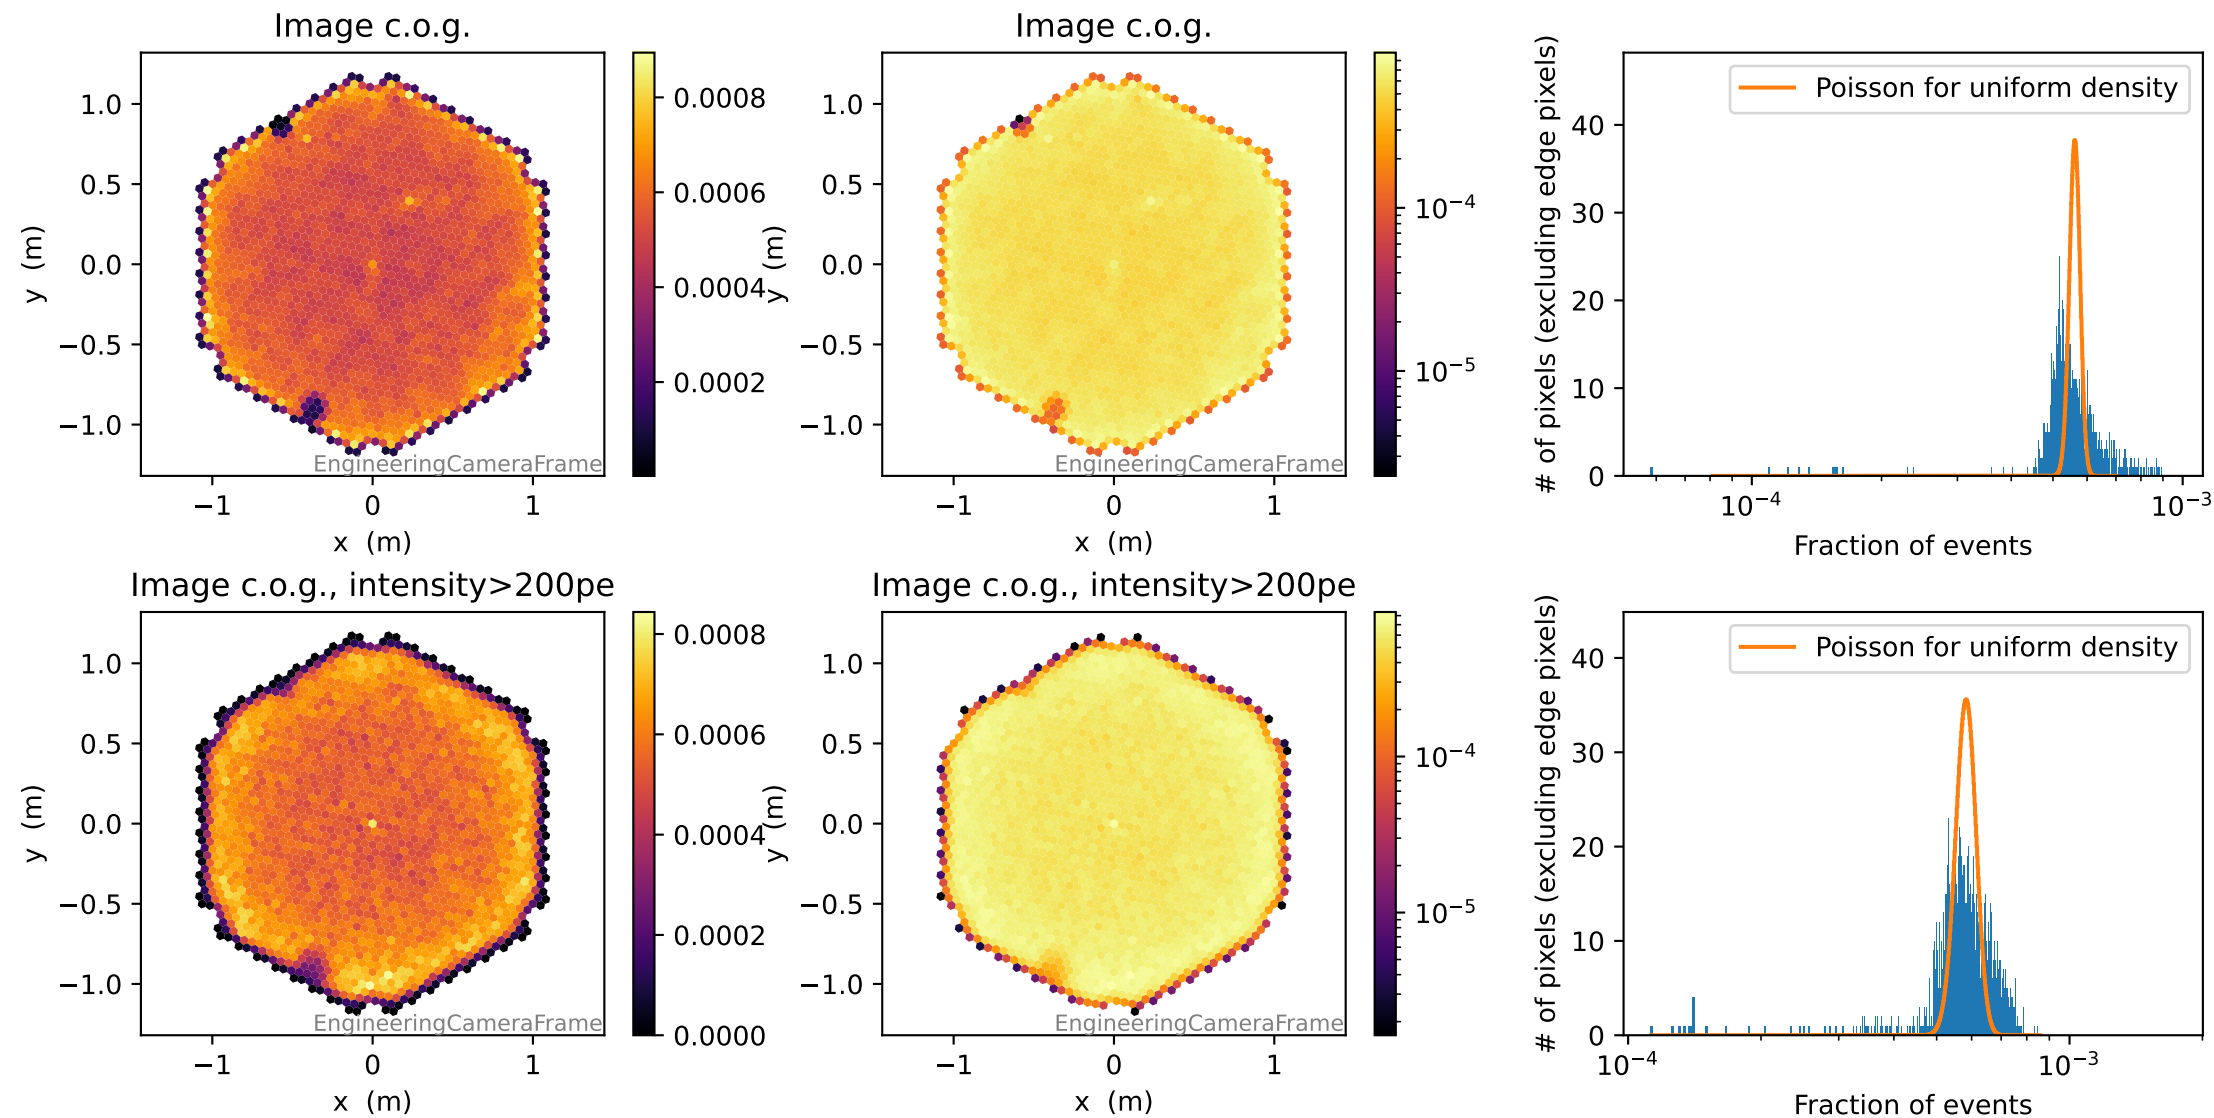 Image c.o.g.
1.0
0.5
0.0
−0.5
−1.0
y (m)
−1
0
1
x (m)
EngineeringCameraFrame
0.0008
0.0006
0.0004
0.0002
Image c.o.g.
1.0
0.5
0.0
−0.5
−1.0
y (m)
−1
0
1
x (m)
EngineeringCameraFrame
10⁻⁴
10⁻⁵
# of pixels (excluding edge pixels)
40
30
20
10
0
Poisson for uniform density
10⁻⁴
10⁻³
Fraction of events
Image c.o.g., intensity>200pe
1.0
0.5
0.0
−0.5
−1.0
y (m)
−1
0
1
x (m)
EngineeringCameraFrame
0.0008
0.0006
0.0004
0.0002
0.0000
Image c.o.g., intensity>200pe
1.0
0.5
0.0
−0.5
−1.0
y (m)
−1
0
1
x (m)
EngineeringCameraFrame
10⁻⁴
10⁻⁵
# of pixels (excluding edge pixels)
40
30
20
10
0
Poisson for uniform density
10⁻⁴
10⁻³
Fraction of events